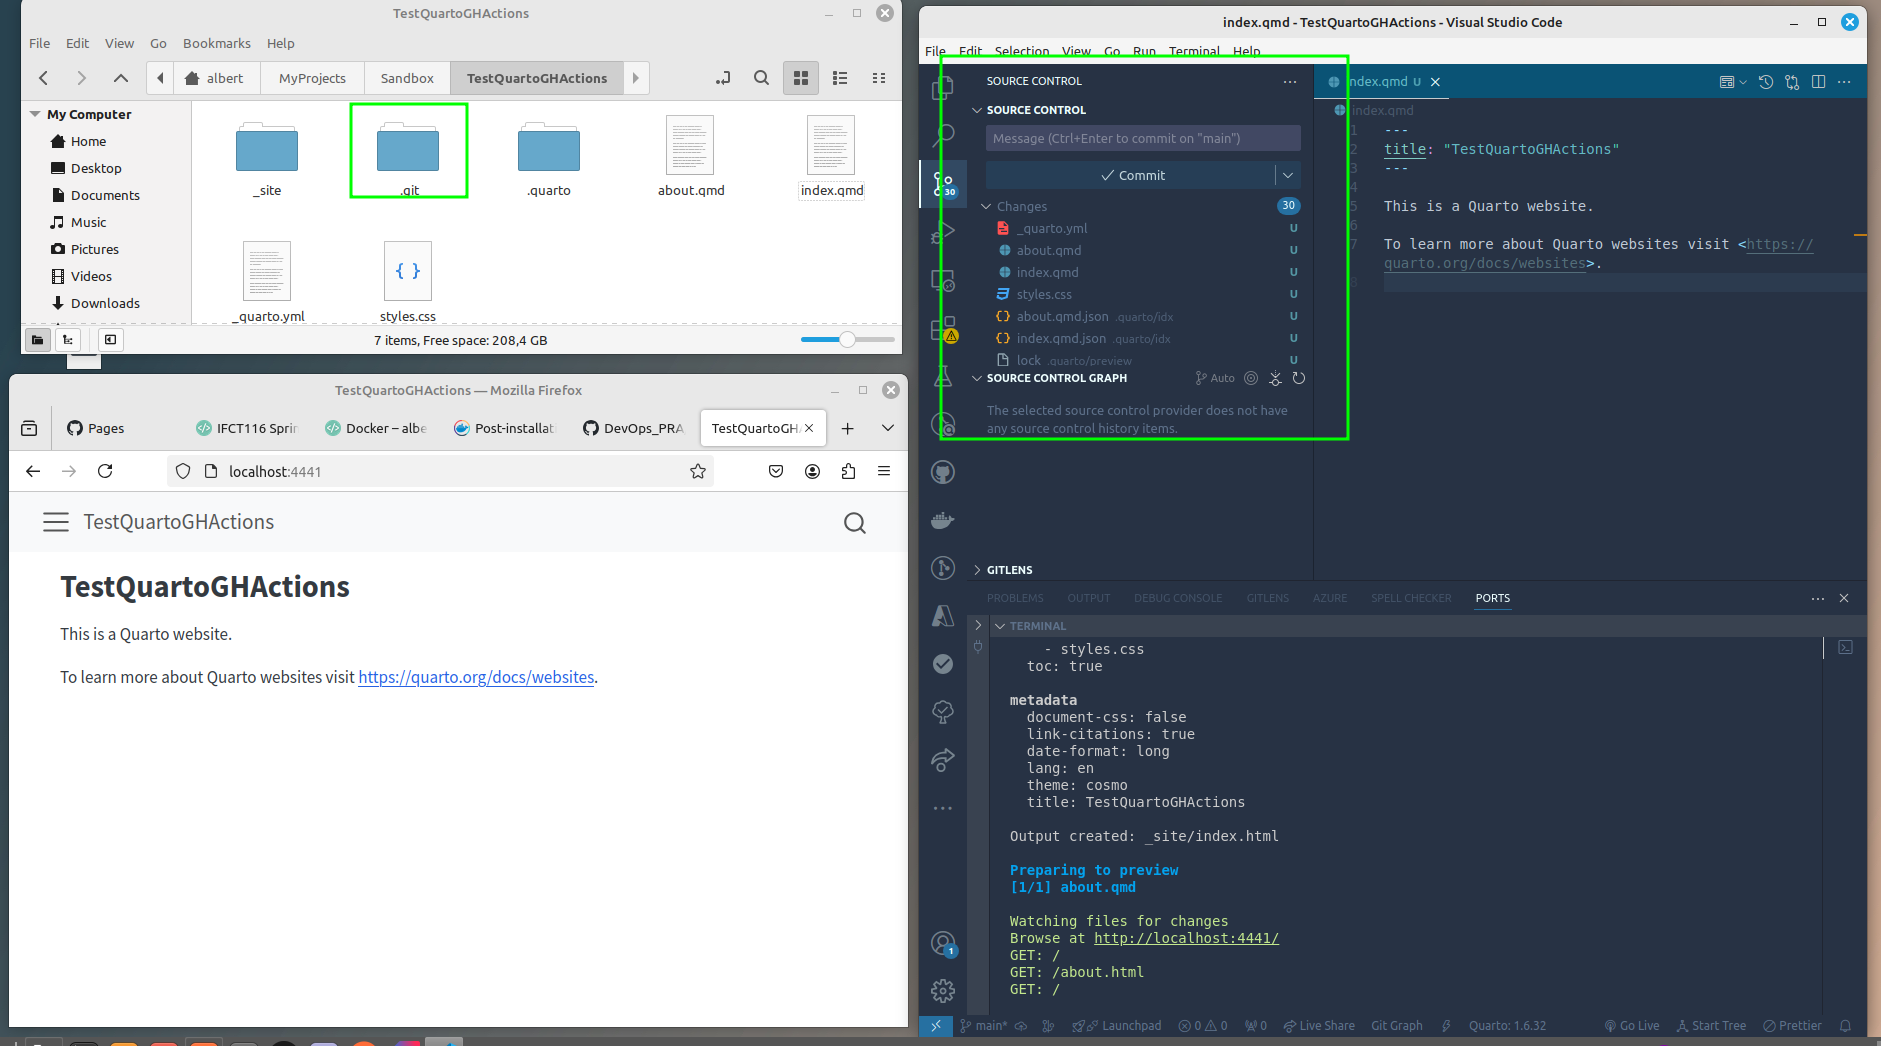 TestQuartoGHActions
File Edit View Go Bookmarks Help
albert MyProjects Sandbox TestQuartoGHActions
My Computer
Home
Desktop
Documents
Music
Pictures
Videos
Downloads
_site
.git
.quarto
about.qmd
index.qmd
_quarto.yml
styles.css
{ }
7 items, Free space: 208,4 GB
TestQuartoGHActions — Mozilla Firefox
Pages
IFCT116 Sprin
Docker – albe
Post-installat
DevOps_PRA
TestQuartoGH
localhost:4441
TestQuartoGHActions
TestQuartoGHActions
This is a Quarto website.
To learn more about Quarto websites visit https://quarto.org/docs/websites.
index.qmd - TestQuartoGHActions - Visual Studio Code
File Edit Selection View Go Run Terminal Help
SOURCE CONTROL
SOURCE CONTROL
Message (Ctrl+Enter to commit on "main")
Commit
30
Changes 30
_quarto.yml U
about.qmd U
index.qmd U
styles.css U
about.qmd.json .quarto/idx U
index.qmd.json .quarto/idx U
lock .quarto/preview U
SOURCE CONTROL GRAPH Auto
The selected source control provider does not have
any source control history items.
GITLENS
index.qmd U
index.qmd
1 ---
2 title: "TestQuartoGHActions"
3 ---
4
5 This is a Quarto website.
6
7 To learn more about Quarto websites visit <https://
quarto.org/docs/websites>.
8
PROBLEMS OUTPUT DEBUG CONSOLE GITLENS AZURE SPELL CHECKER PORTS
TERMINAL
- styles.css
toc: true
metadata
document-css: false
link-citations: true
date-format: long
lang: en
theme: cosmo
title: TestQuartoGHActions
Output created: _site/index.html
Preparing to preview
[1/1] about.qmd
Watching files for changes
Browse at http://localhost:4441/
GET: /
GET: /about.html
GET: /
1
main* Launchpad 0 0 0 Live Share Git Graph Quarto: 1.6.32 Go Live Start Tree Prettier